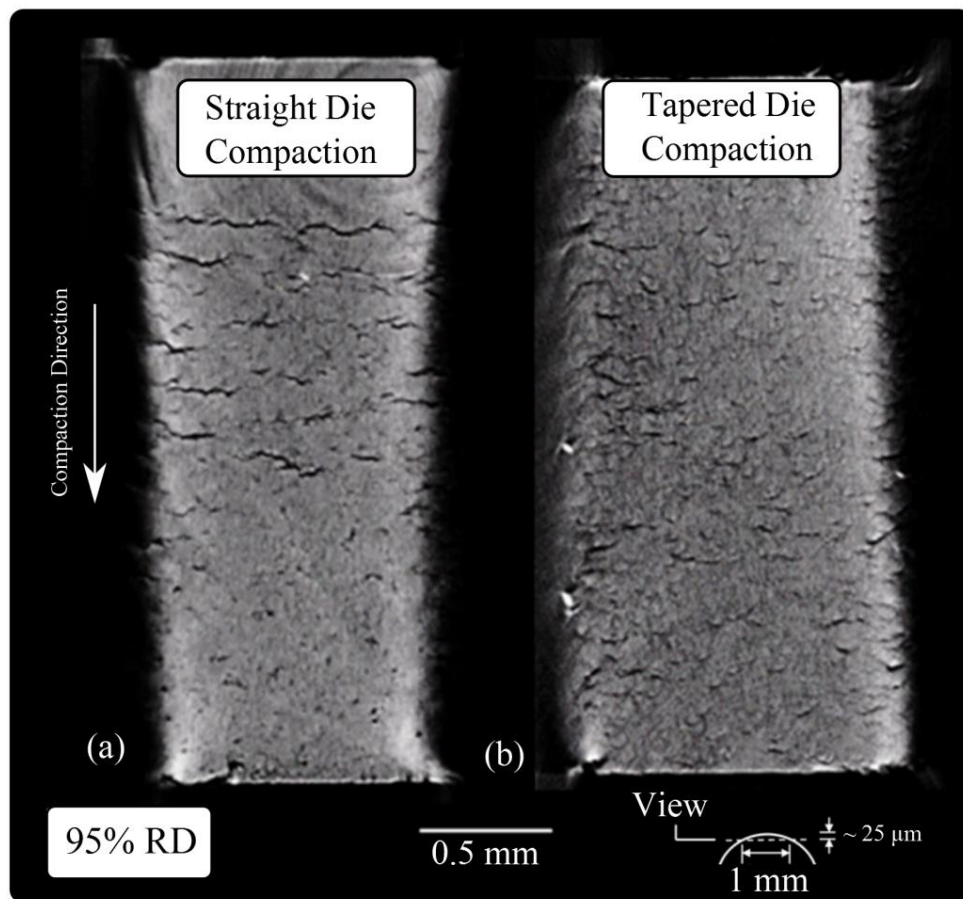 Straight Die
Compaction
Tapered Die
Compaction
Compaction Direction
(a)
(b)
95% RD
0.5 mm
View
~ 25 μm
1 mm